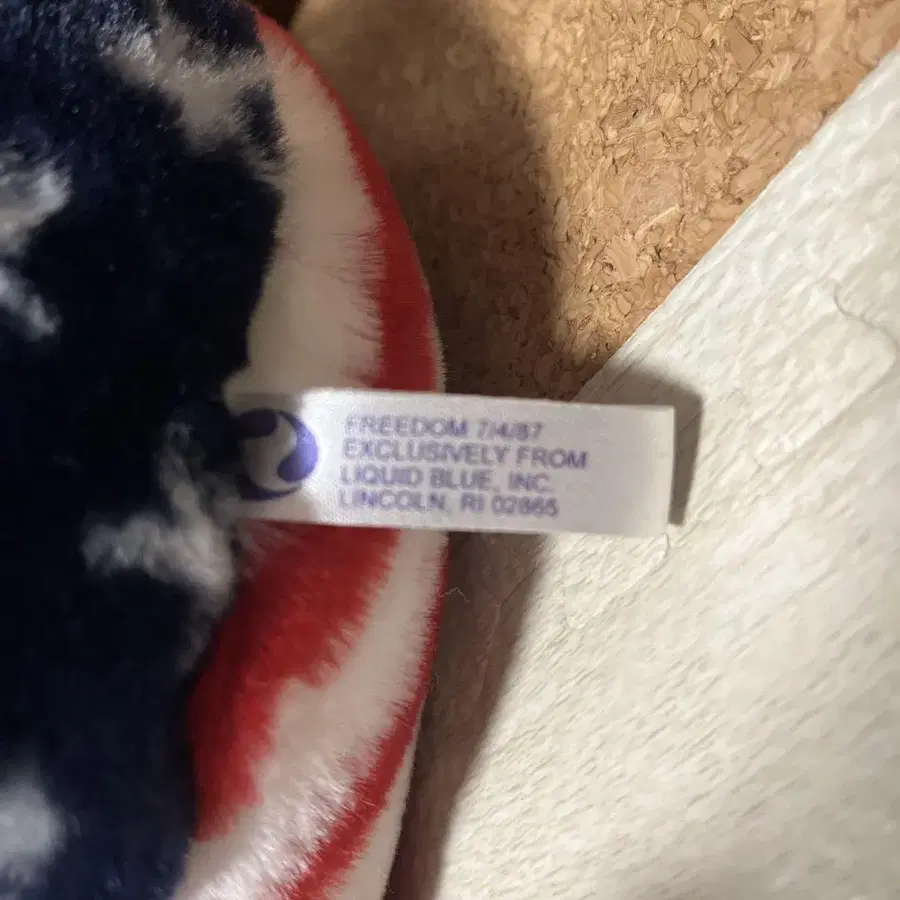 FREEDOM 7/4/87
EXCLUSIVELY FROM
LIQUID BLUE, INC.
LINCOLN, RI 02865